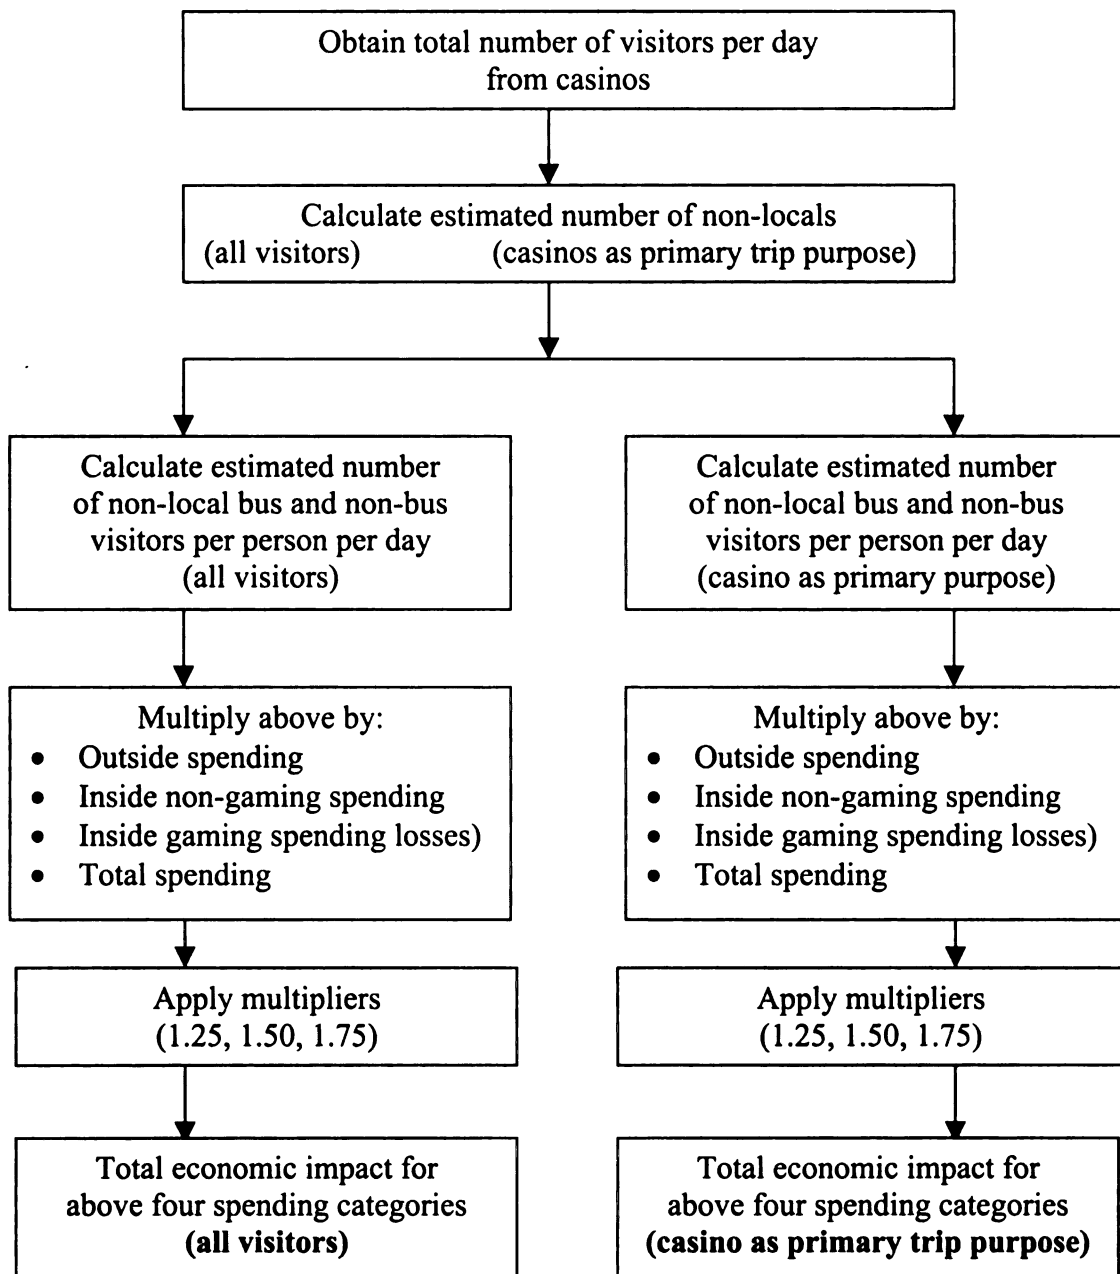 Obtain total number of visitors per day
from casinos
Calculate estimated number of non-locals
(all visitors) (casinos as primary trip purpose)
Calculate estimated number
of non-local bus and non-bus
visitors per person per day
(all visitors)
Calculate estimated number
of non-local bus and non-bus
visitors per person per day
(casino as primary purpose)
Multiply above by:
• Outside spending
• Inside non-gaming spending
• Inside gaming spending losses)
• Total spending
Multiply above by:
• Outside spending
• Inside non-gaming spending
• Inside gaming spending losses)
• Total spending
Apply multipliers
(1.25, 1.50, 1.75)
Apply multipliers
(1.25, 1.50, 1.75)
Total economic impact for
above four spending categories
(all visitors)
Total economic impact for
above four spending categories
(casino as primary trip purpose)